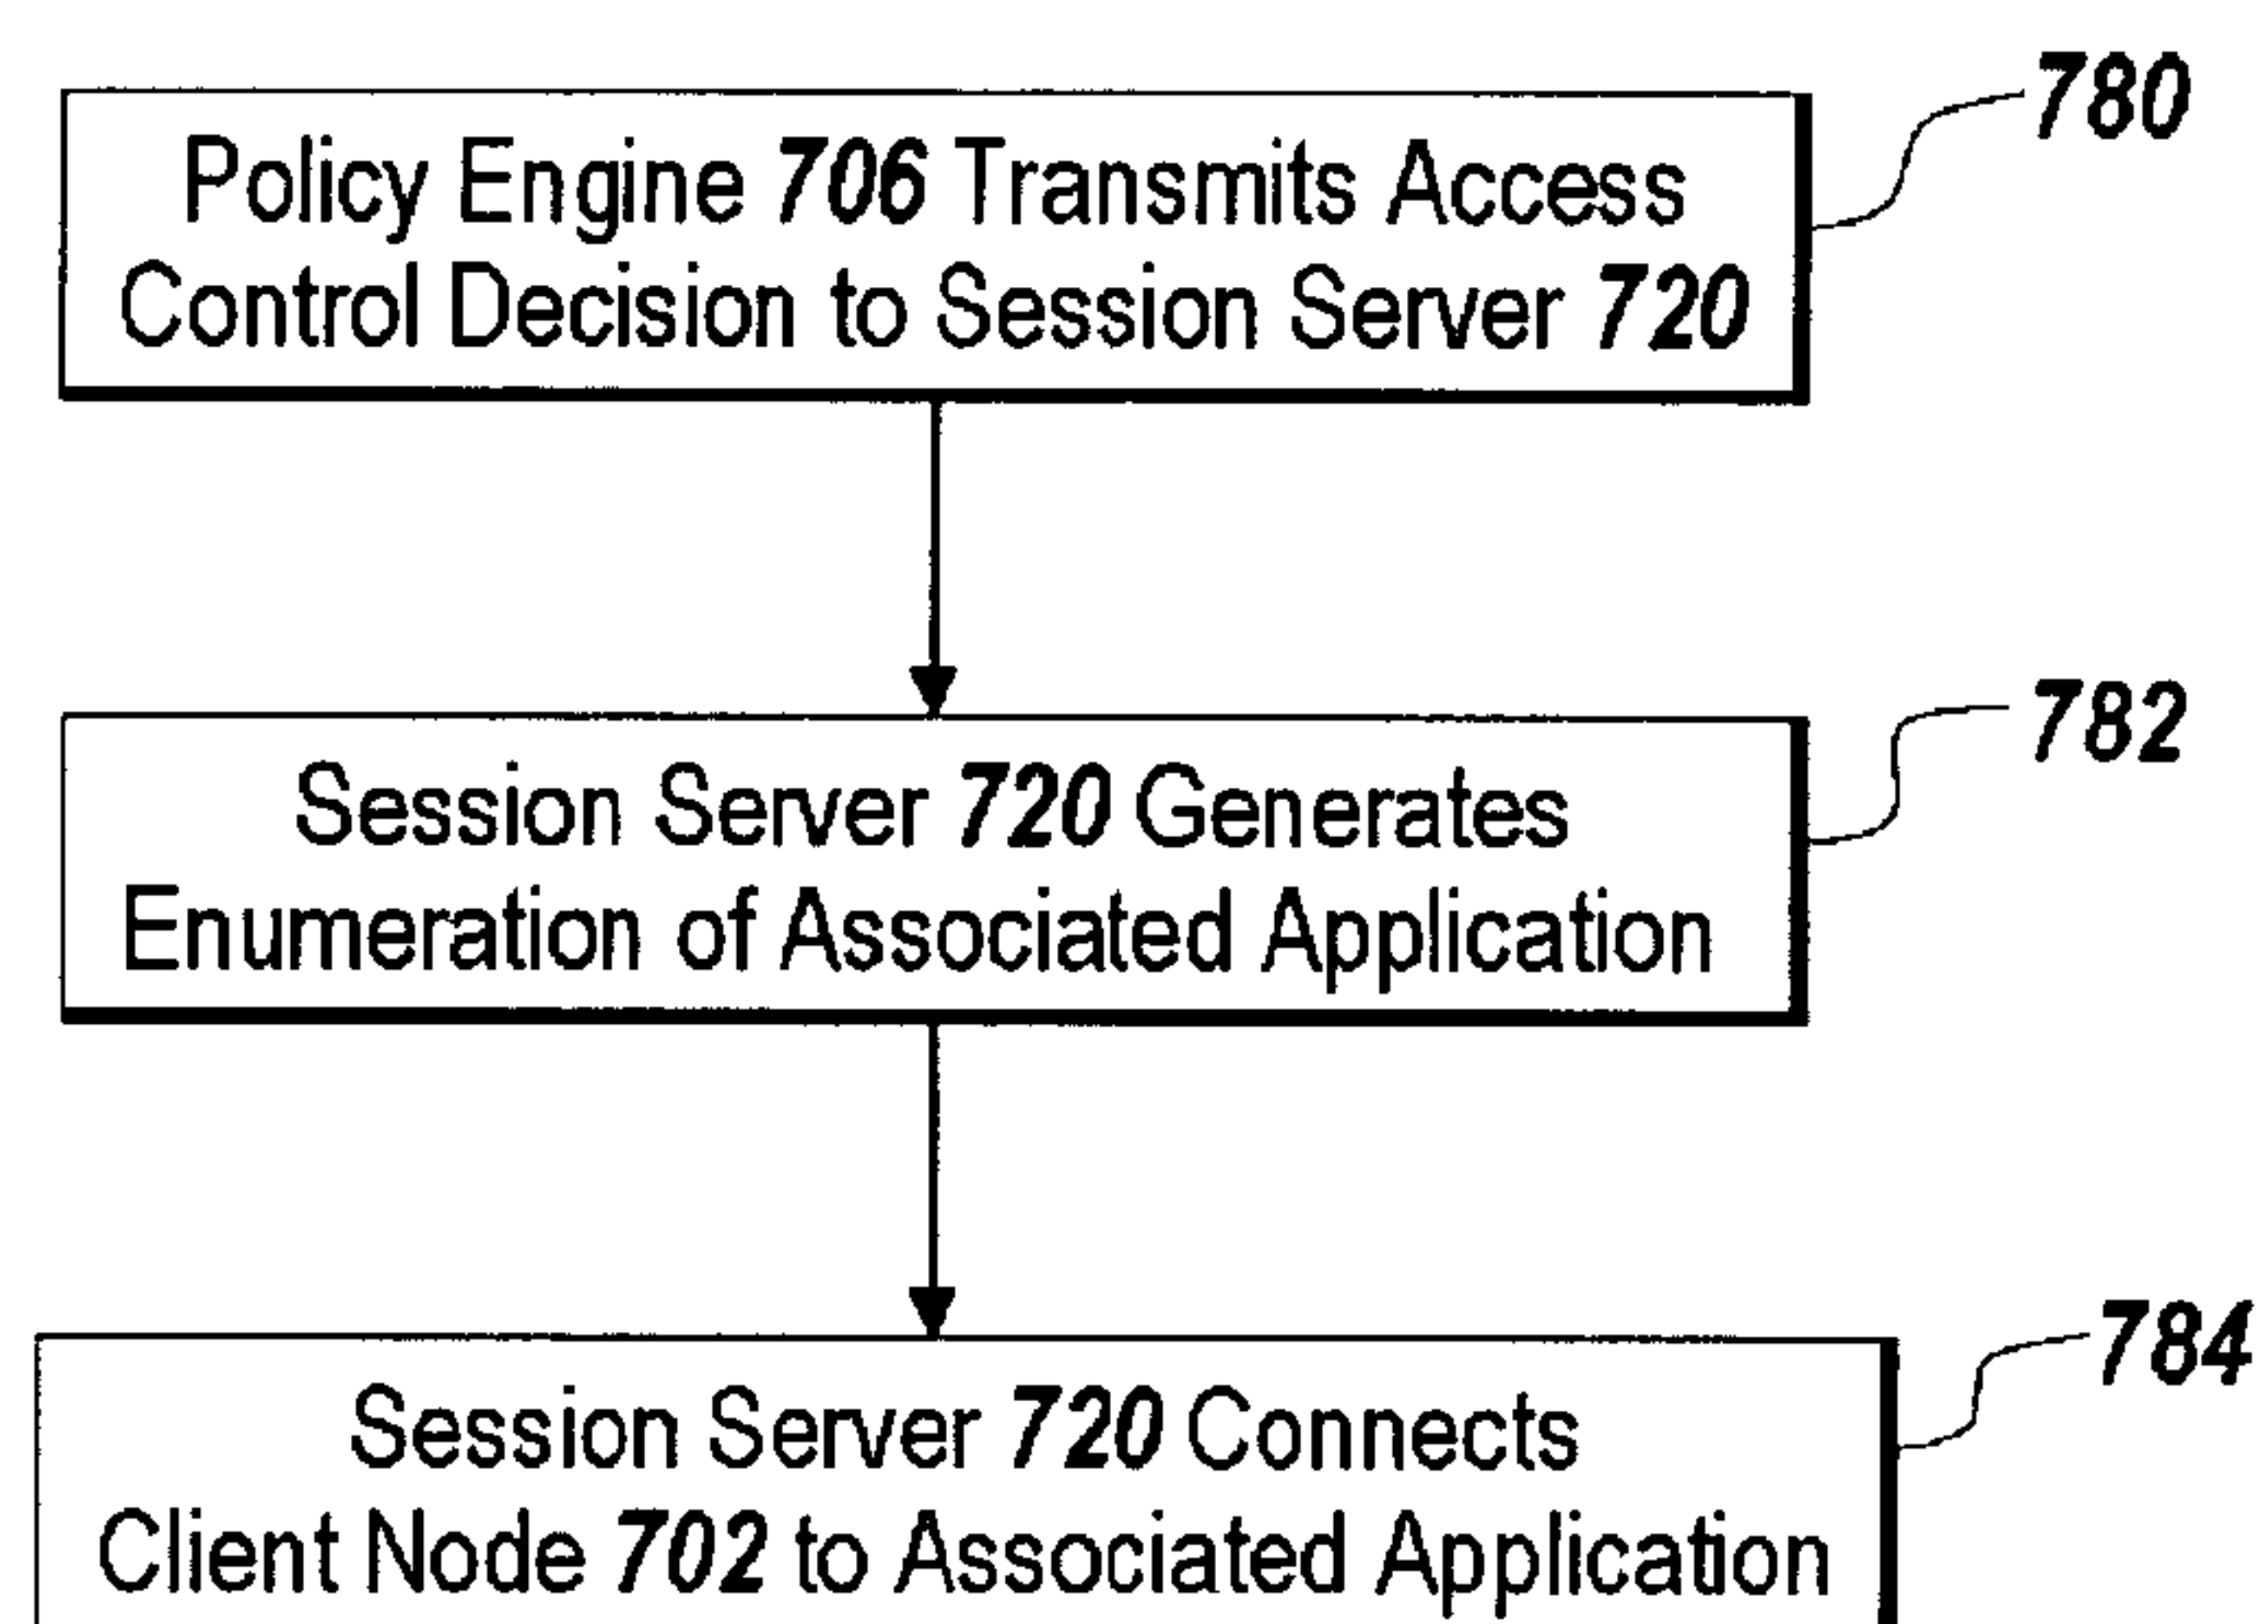 780
Policy Engine 706 Transmits Access
Control Decision to Session Server 720
782
Session Server 720 Generates
Enumeration of Associated Application
784
Session Server 720 Connects
Client Node 702 to Associated Application